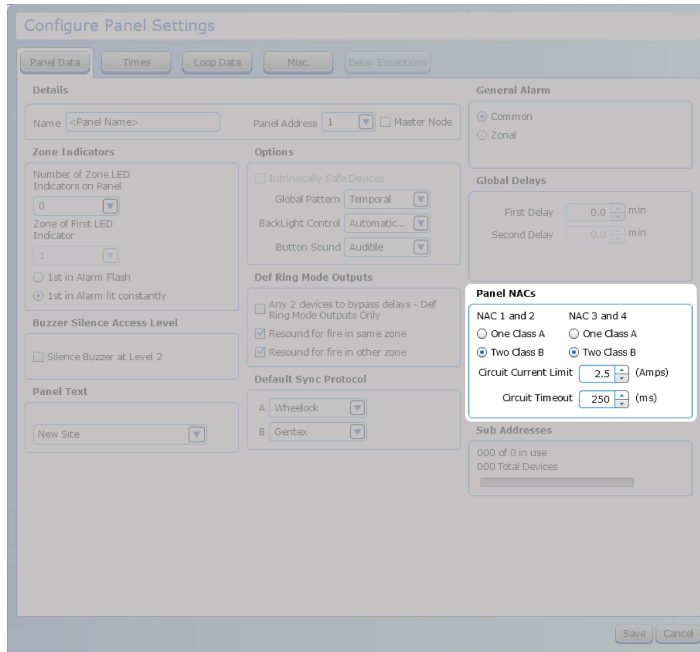 Configure Panel Settings
Panel Data Times Loop Data Misc. Delay Exceptions
Details
Name <Panel Name> Panel Address 1 Master Node
Zone Indicators
Number of Zone LED
Indicators on Panel
0
Zone of First LED
Indicator
1
1st in Alarm Flash
1st in Alarm lit constantly
Buzzer Silence Access Level
Silence Buzzer at Level 2
Panel Text
New Site
Options
Intrinsically Safe Devices
Global Pattern Temporal
BackLight Control Automatic...
Button Sound Audible
Def Ring Mode Outputs
Any 2 devices to bypass delays - Def
Ring Mode Outputs Only
Resound for fire in same zone
Resound for fire in other zone
Default Sync Protocol
A Wheelock
B Gentex
General Alarm
Common
Zonal
Global Delays
First Delay 0.0 min
Second Delay 0.0 min
Panel NACs
NAC 1 and 2 NAC 3 and 4
One Class A One Class A
Two Class B Two Class B
Circuit Current Limit 2.5 (Amps)
Circuit Timeout 250 (ms)
Sub Addresses
000 of 0 in use
000 Total Devices
Save Cancel